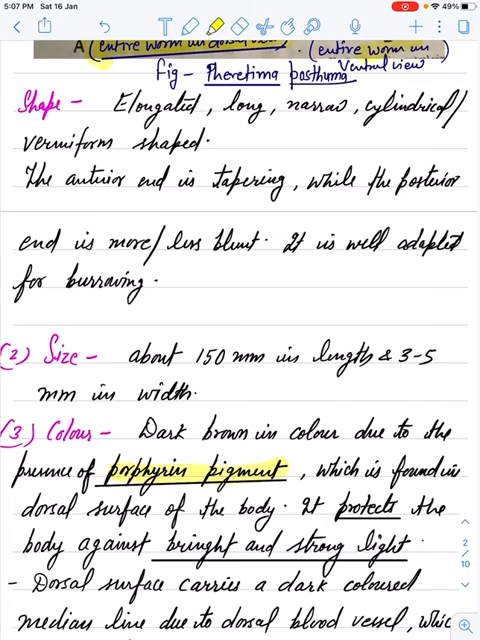 5:07 PM Sat 16 Jan 49%
A (entire worm in dorsal view. (entire worm in
ventral view)
fig - Pheretima posthuma
Shape - Elongated, long, narrow, cylindrical/
vermiform shaped.
The anterior end is tapering, while the posterior
end is more/less blunt. It is well adapted
for burrowing.
(2) Size - about 150 mm in length & 3-5
mm in width.
(3) Colour - Dark brown in colour due to the
presence of porphyrin pigment, which is found in
dorsal surface of the body. It protects the
body against bringht and strong light.
- Dorsal surface carries a dark coloured
median line due to dorsal blood vessel, which
2
10